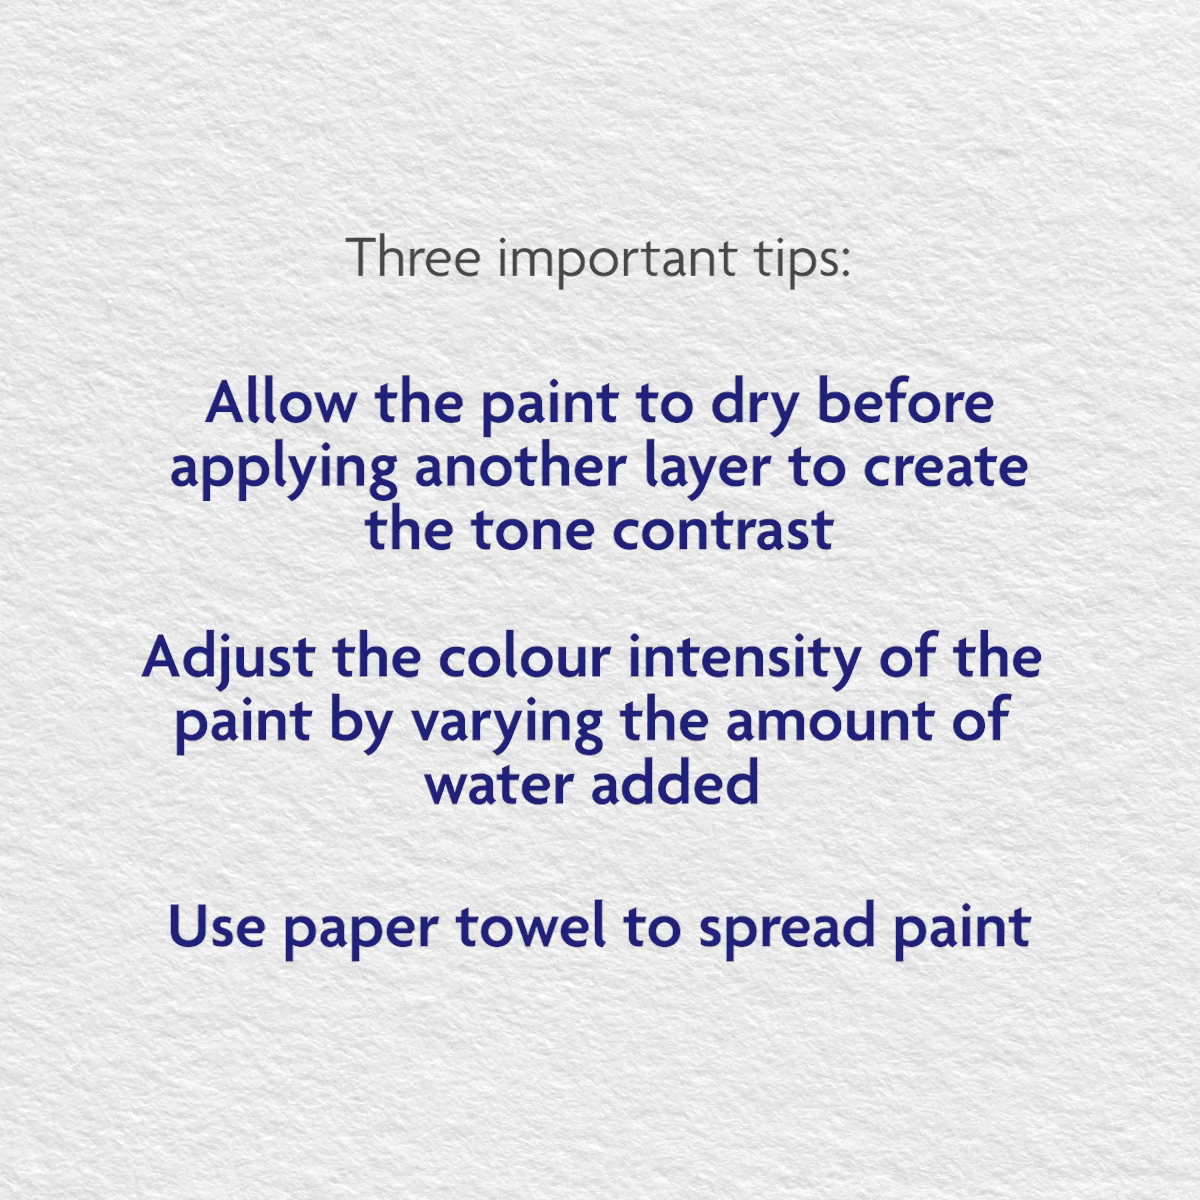 Three important tips:
Allow the paint to dry before
applying another layer to create
the tone contrast
Adjust the colour intensity of the
paint by varying the amount of
water added
Use paper towel to spread paint